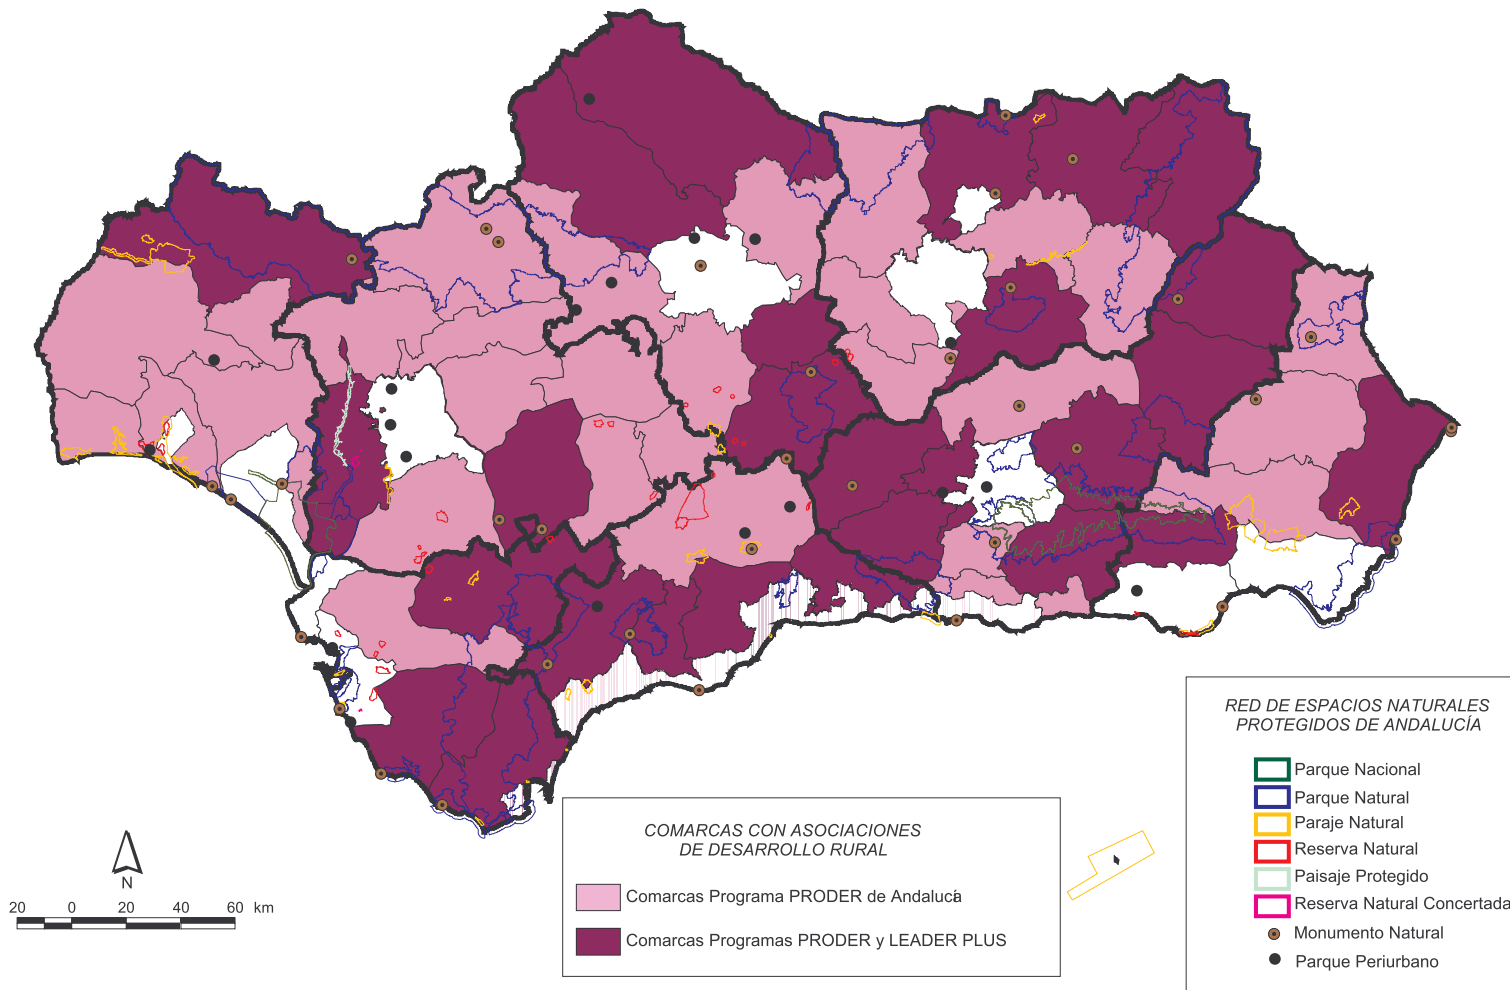 RED DE ESPACIOS NATURALES
PROTEGIDOS DE ANDALUCÍA
Parque Nacional
Parque Natural
Paraje Natural
Reserva Natural
Paisaje Protegido
Reserva Natural Concertada
Monumento Natural
Parque Periurbano
COMARCAS CON ASOCIACIONES
DE DESARROLLO RURAL
Comarcas Programa PRODER de Andalucía
Comarcas Programas PRODER y LEADER PLUS
N
20 0 20 40 60 km